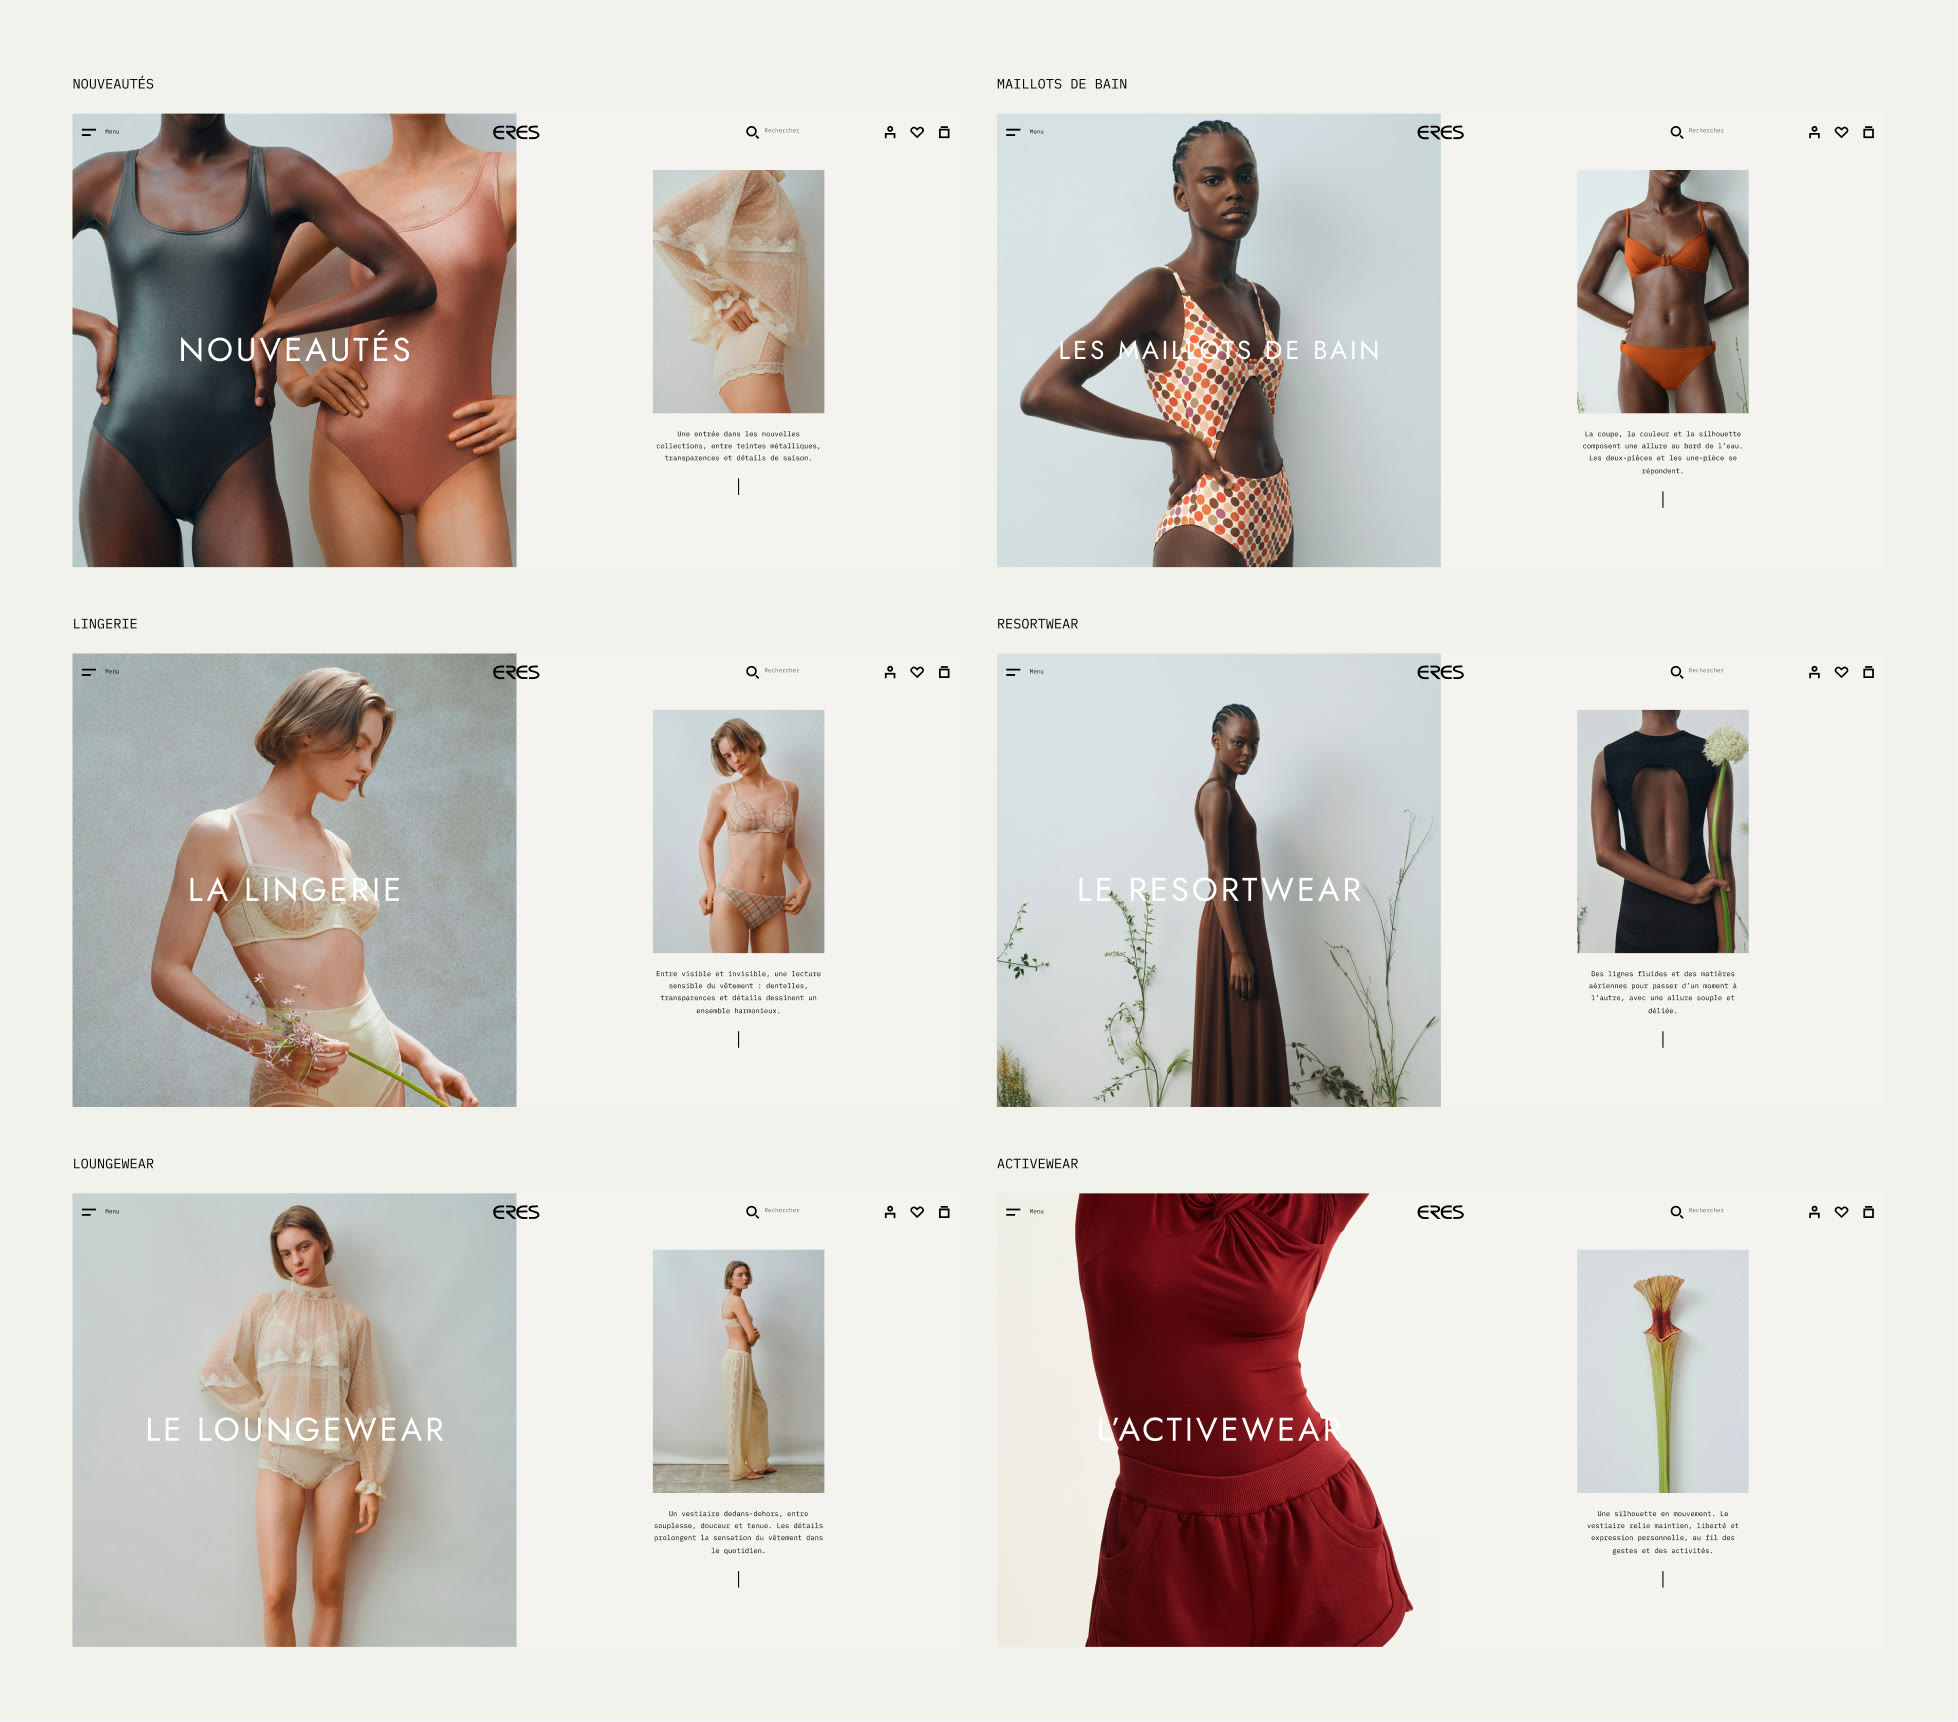 NOUVEAUTÉS
Menu
ERES
Rechercher
NOUVEAUTÉS
Une entrée dans les nouvelles
collections, entre teintes métalliques,
transparences et détails de saison.
MAILLOTS DE BAIN
Menu
ERES
Rechercher
LES MAILLOTS DE BAIN
La coupe, la couleur et la silhouette
composent une allure au bord de l'eau.
Les deux-pièces et les une-pièce se
répondent.
LINGERIE
Menu
ERES
Rechercher
LA LINGERIE
Entre visible et invisible, une lecture
sensible du vêtement : dentelles,
transparences et détails dessinent un
ensemble harmonieux.
RESORTWEAR
Menu
ERES
Rechercher
LE RESORTWEAR
Des lignes fluides et des matières
aériennes pour passer d'un moment à
l'autre, avec une allure souple et
déliée.
LOUNGEWEAR
Menu
ERES
Rechercher
LE LOUNGEWEAR
Un vestiaire dedans-dehors, entre
souplesse, douceur et tenue. Les détails
prolongent la sensation du vêtement dans
le quotidien.
ACTIVEWEAR
Menu
ERES
Rechercher
L'ACTIVEWEAR
Une silhouette en mouvement. Le
vestiaire relie maintien, liberté et
expression personnelle, au fil des
gestes et des activités.